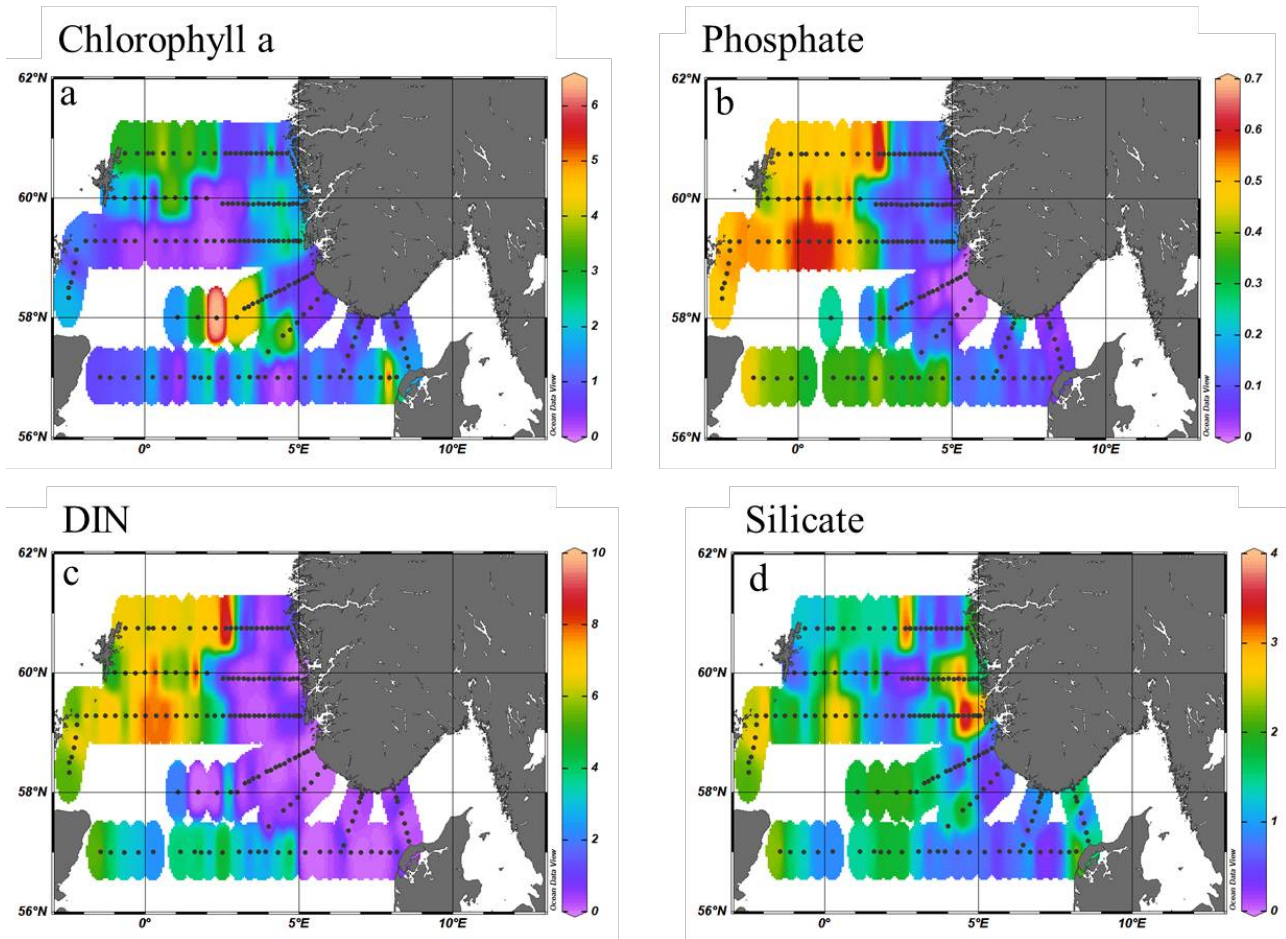 Chlorophyll a
Phosphate
a
62°N
60°N
58°N
56°N
0°
5°E
10°E
6
5
4
3
2
1
0
Ocean Data View
b
62°N
60°N
58°N
56°N
0°
5°E
10°E
0.7
0.6
0.5
0.4
0.3
0.2
0.1
0
Ocean Data View
DIN
Silicate
c
62°N
60°N
58°N
56°N
0°
5°E
10°E
10
8
6
4
2
0
Ocean Data View
d
62°N
60°N
58°N
56°N
0°
5°E
10°E
4
3
2
1
0
Ocean Data View